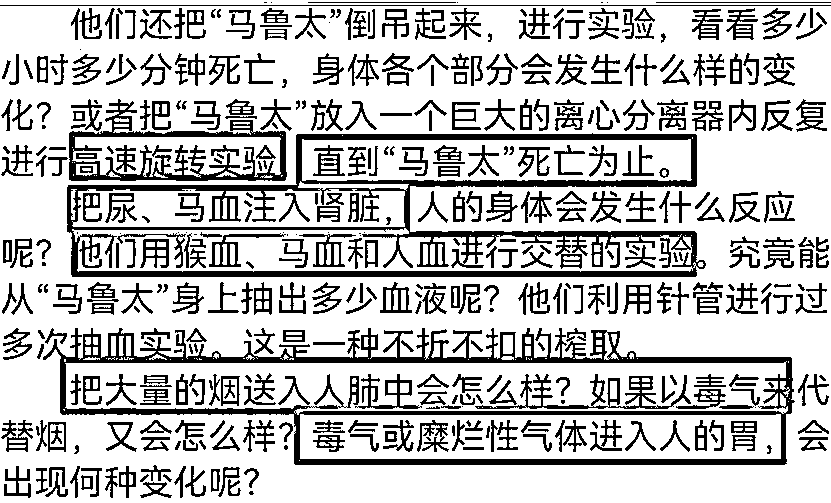 他们还把“马鲁太”倒吊起来，进行实验，看看多少
小时多少分钟死亡，身体各个部分会发生什么样的变
化？或者把“马鲁太”放入一个巨大的离心分离器内反复
进行高速旋转实验，直到“马鲁太”死亡为止。
把尿、马血注入肾脏，人的身体会发生什么反应
呢？他们用猴血、马血和人血进行交替的实验。究竟能
从“马鲁太”身上抽出多少血液呢？他们利用针管进行过
多次抽血实验。这是一种不折不扣的榨取。
把大量的烟送入人肺中会怎么样？如果以毒气来代
替烟，又会怎么样？毒气或糜烂性气体进入人的胃，会
出现何种变化呢？